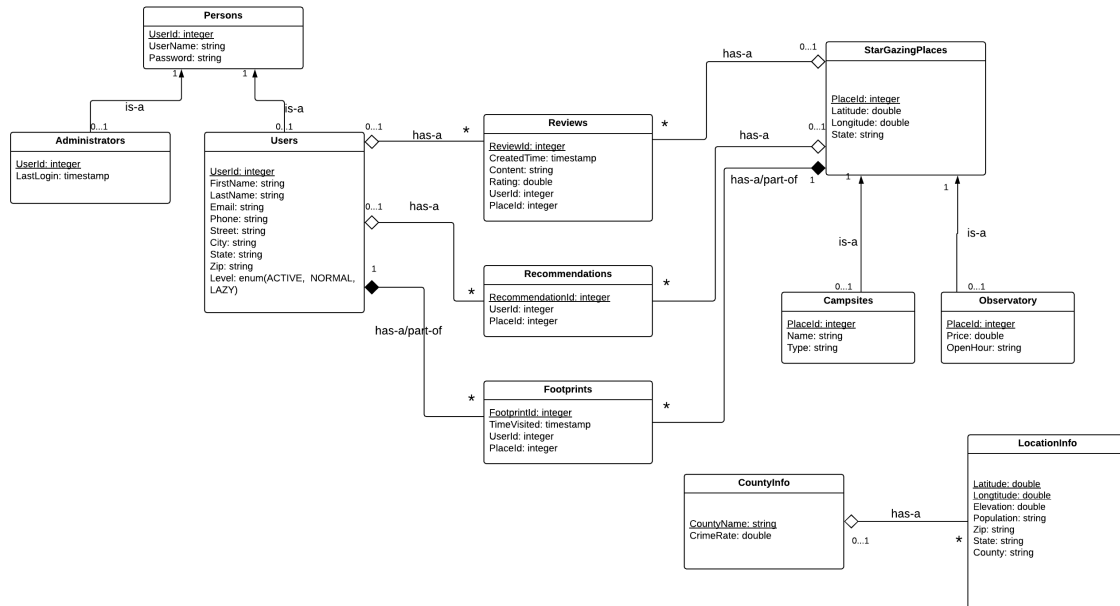 Persons
UserId: integer
UserName: string
Password: string
1
1
is-a
is-a
0...1
0...1
Administrators
UserId: integer
LastLogin: timestamp
Users
UserId: integer
FirstName: string
LastName: string
Email: string
Phone: string
Street: string
City: string
State: string
Zip: string
Level: enum(ACTIVE, NORMAL,
LAZY)
0...1
has-a
*
0...1
has-a
*
1
has-a/part-of
*
Reviews
ReviewId: integer
CreatedTime: timestamp
Content: string
Rating: double
UserId: integer
PlaceId: integer
*
has-a
0...1
Recommendations
RecommendationId: integer
UserId: integer
PlaceId: integer
*
has-a
0...1
Footprints
FootprintId: integer
TimeVisited: timestamp
UserId: integer
PlaceId: integer
*
has-a/part-of
1
StarGazingPlaces
PlaceId: integer
Latitude: double
Longitude: double
State: string
1
1
is-a
is-a
0...1
0...1
Campsites
PlaceId: integer
Name: string
Type: string
Observatory
PlaceId: integer
Price: double
OpenHour: string
CountyInfo
CountyName: string
CrimeRate: double
has-a
0...1
*
LocationInfo
Latitude: double
Longtitude: double
Elevation: double
Population: string
Zip: string
State: string
County: string